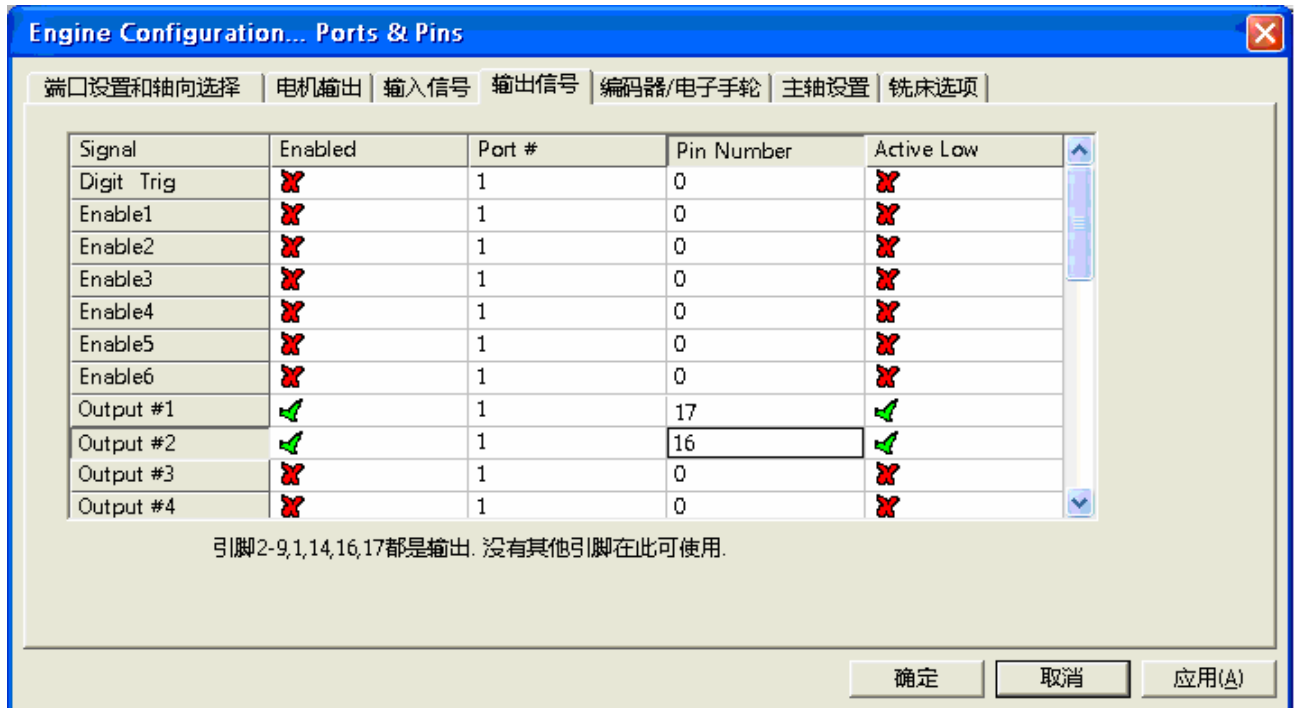 Engine Configuration... Ports & Pins
端口设置和轴向选择 电机输出 输入信号 输出信号 编码器/电子手轮 主轴设置 铣床选项
Signal Enabled Port # Pin Number Active Low
Digit Trig 1 0
Enable1 1 0
Enable2 1 0
Enable3 1 0
Enable4 1 0
Enable5 1 0
Enable6 1 0
Output #1 1 17
Output #2 1 16
Output #3 1 0
Output #4 1 0
引脚2-9,1,14,16,17都是输出. 没有其他引脚在此可使用.
确定 取消 应用(A)